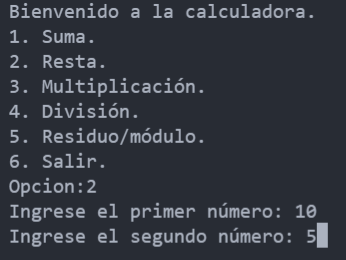 Bienvenido a la calculadora.
1. Suma.
2. Resta.
3. Multiplicación.
4. División.
5. Residuo/módulo.
6. Salir.
Opcion:2
Ingrese el primer número: 10
Ingrese el segundo número: 5